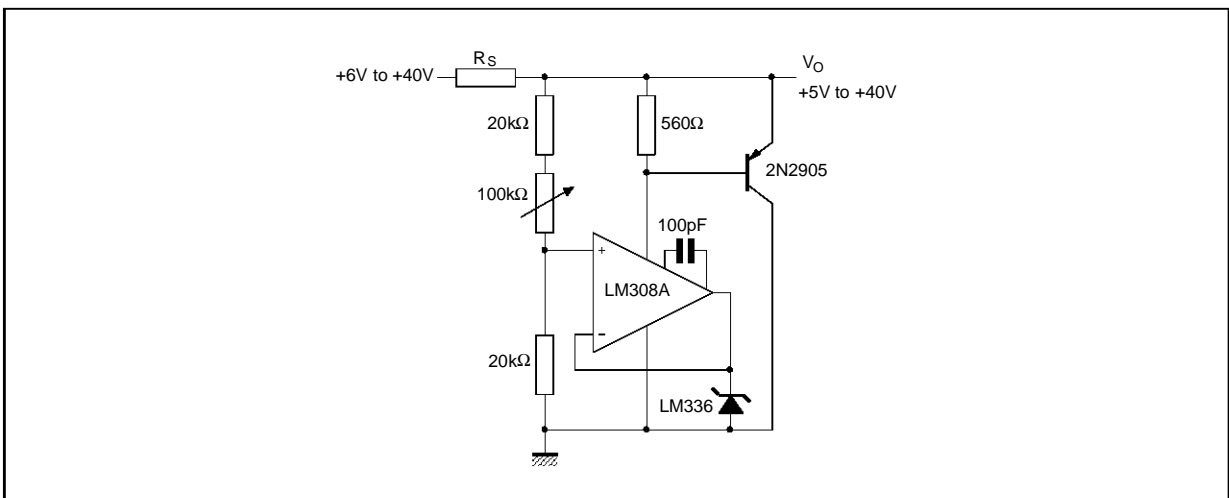 +6V to +40V
RS
VO
+5V to +40V
20kΩ
560Ω
2N2905
100kΩ
100pF
+
LM308A
−
20kΩ
LM336